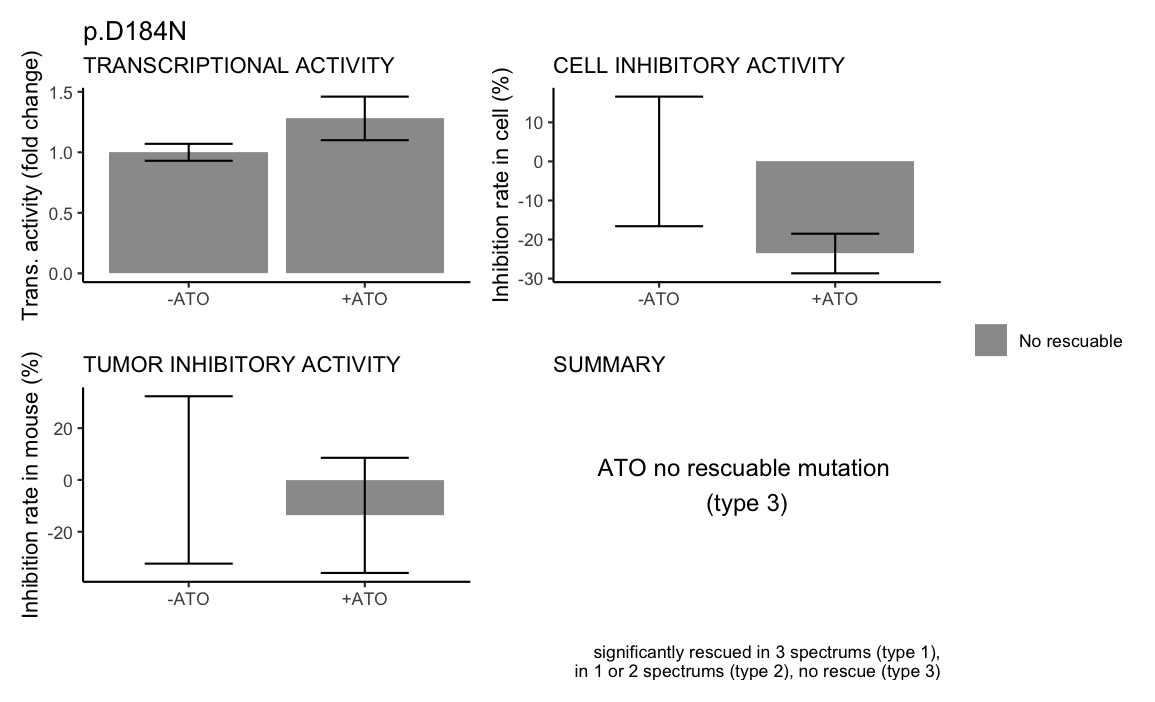 p.D184N
TRANSCRIPTIONAL ACTIVITY
Trans. activity (fold change)
1.5
1.0
0.5
0.0
-ATO
+ATO
CELL INHIBITORY ACTIVITY
Inhibition rate in cell (%)
10
0
-10
-20
-30
-ATO
+ATO
No rescuable
TUMOR INHIBITORY ACTIVITY
Inhibition rate in mouse (%)
20
0
-20
-ATO
+ATO
SUMMARY
ATO no rescuable mutation
(type 3)
significantly rescued in 3 spectrums (type 1),
in 1 or 2 spectrums (type 2), no rescue (type 3)